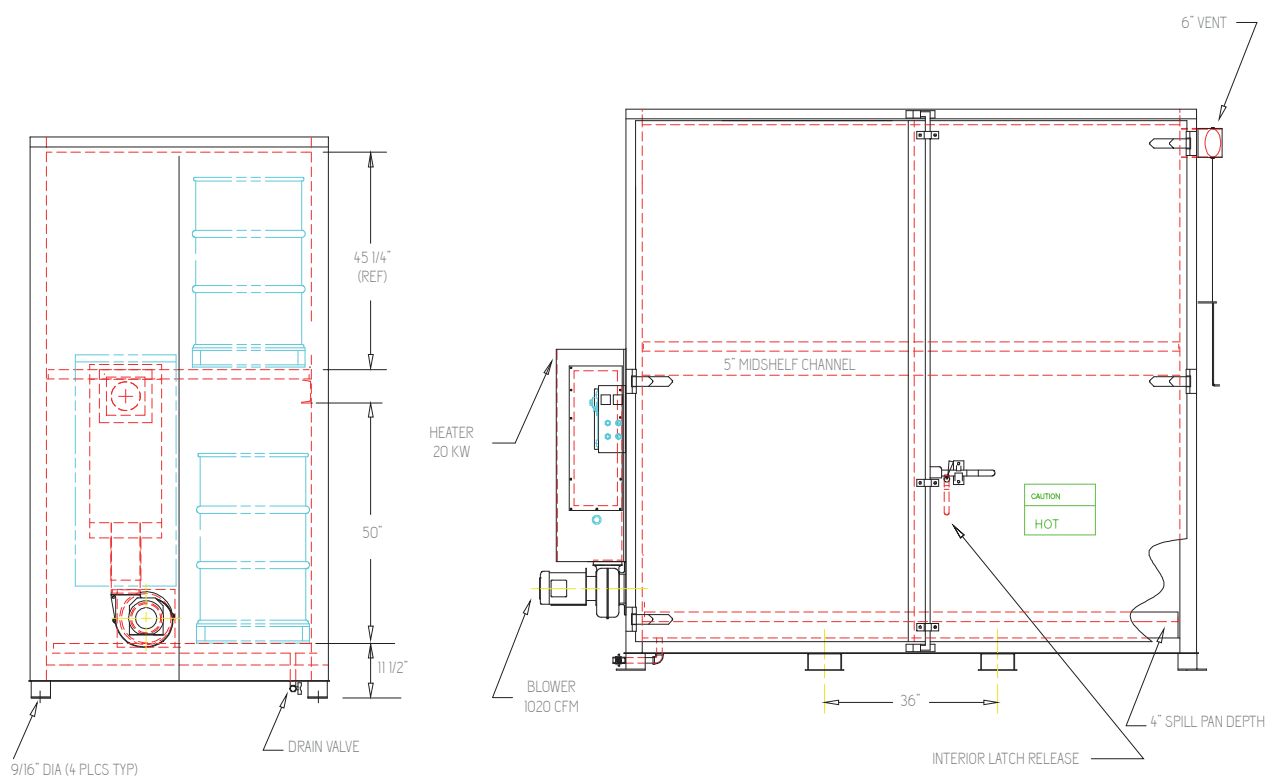 6" VENT
45 1/4"
(REF)
5" MIDSHELF CHANNEL
HEATER
20 KW
CAUTION
HOT
50"
11 1/2"
BLOWER
1020 CFM
36"
4" SPILL PAN DEPTH
DRAIN VALVE
INTERIOR LATCH RELEASE
9/16" DIA (4 PLCS TYP)